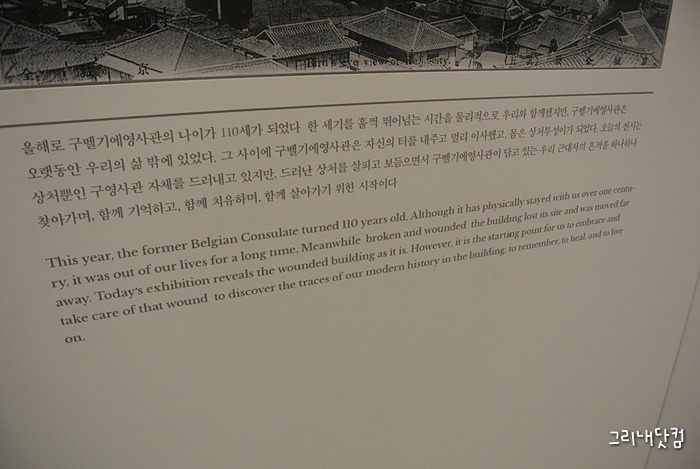 Bird's eye view of
올해로 구벨기에영사관의 나이가 110세가 되었다 한 세기를 훌쩍 뛰어넘는 시간을 물리적으로 우리와 함께했지만, 구벨기에영사관은
오랫동안 우리의 삶 밖에 있었다. 그 사이에 구벨기에영사관은 자신의 터를 내주고 멀리 이사했고, 몸은 상처투성이가 되었다. 오늘의 전시는
상처뿐인 구영사관 자체를 드러내고 있지만, 드러난 상처를 살피고 보듬으면서 구벨기에영사관이 담고 있는 우리 근대사의 흔적을 하나하나
찾아가며, 함께 기억하고, 함께 치유하며, 함께 살아가기 위한 시작이다
This year, the former Belgian Consulate turned 110 years old. Although it has physically stayed with us over one centu-
ry, it was out of our lives for a long time, Meanwhile broken and wounded the building lost its site and was moved far
away. Today's exhibition reveals the wounded building as it is. However, it is the starting point for us to embrace and
take care of that wound to discover the traces of our modern history in the building, to remember, to heal, and to live
on.
그리내닷컴